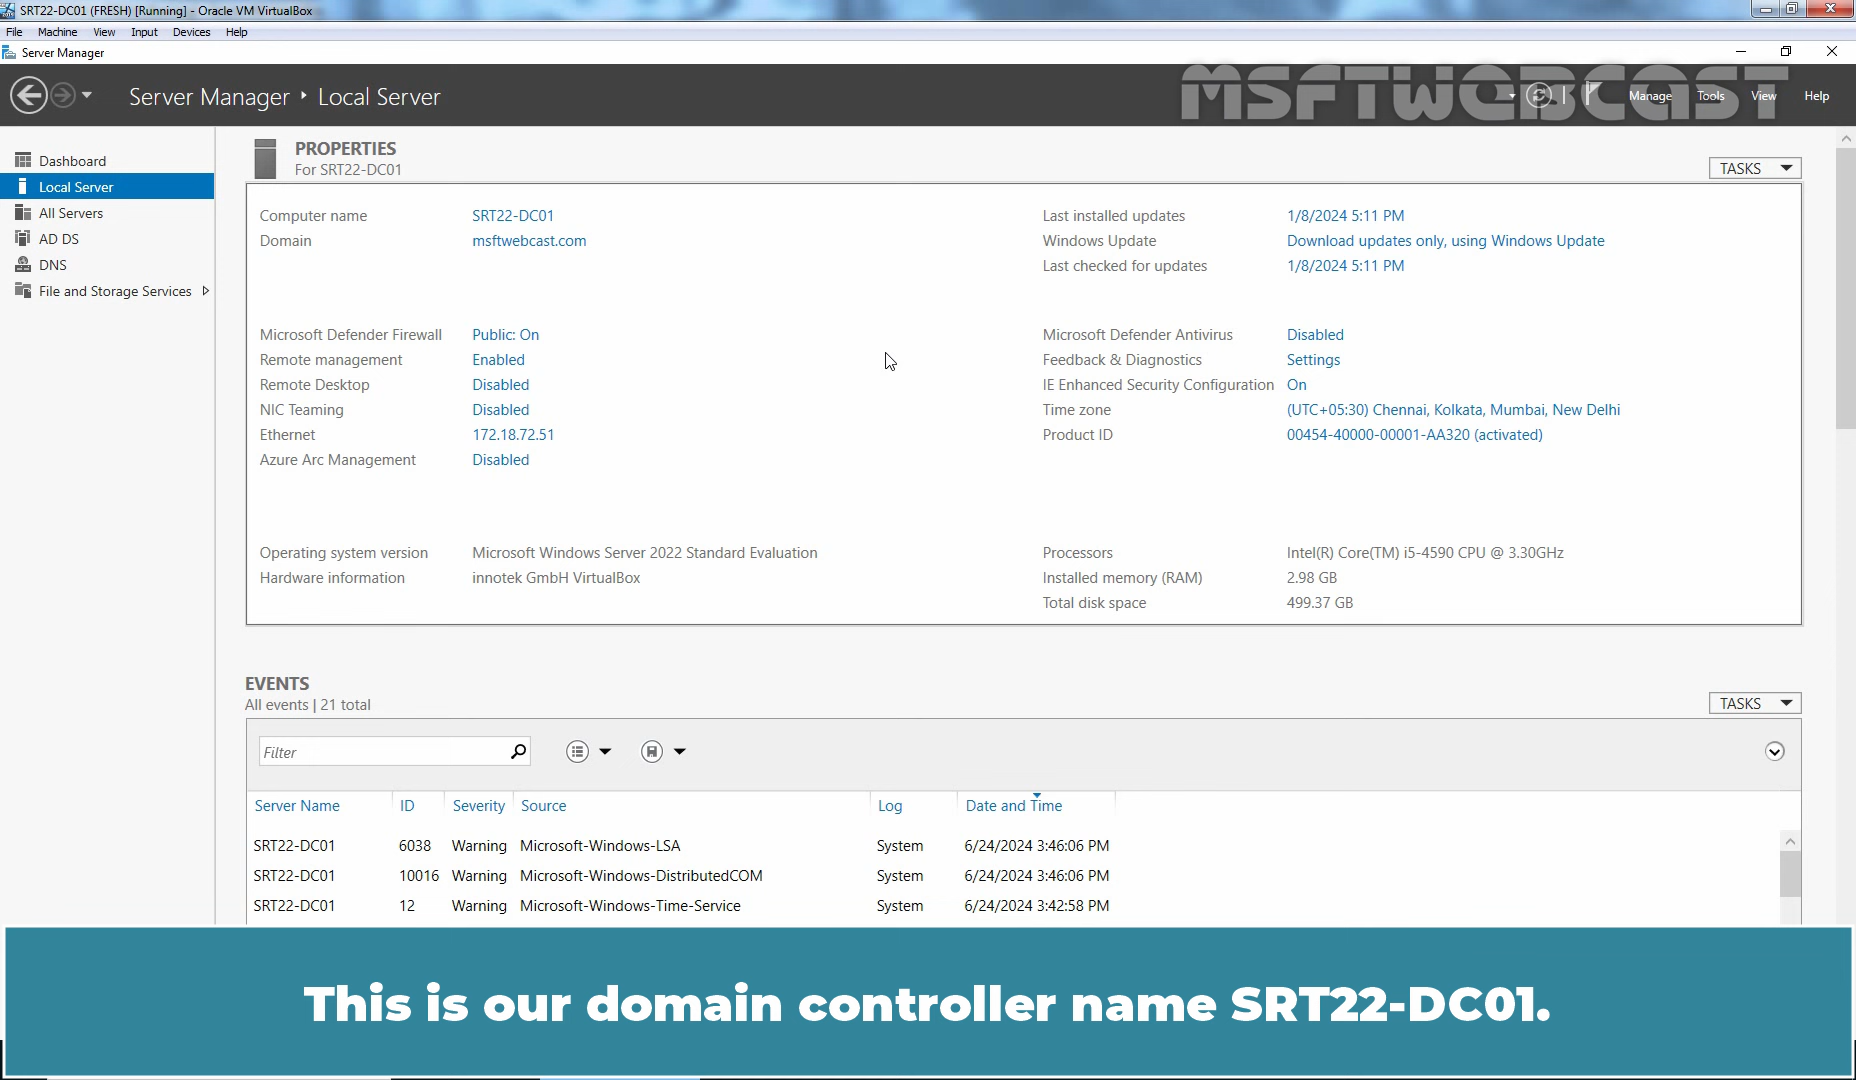 SRT22-DC01 (FRESH) [Running] - Oracle VM VirtualBox
File Machine View Input Devices Help
Server Manager
Server Manager ‣ Local Server
MSFTWEBCAST
Manage Tools View Help
Dashboard
Local Server
All Servers
AD DS
DNS
File and Storage Services
PROPERTIES
For SRT22-DC01
TASKS
Computer name SRT22-DC01
Domain msftwebcast.com
Last installed updates 1/8/2024 5:11 PM
Windows Update Download updates only, using Windows Update
Last checked for updates 1/8/2024 5:11 PM
Microsoft Defender Firewall Public: On
Remote management Enabled
Remote Desktop Disabled
NIC Teaming Disabled
Ethernet 172.18.72.51
Azure Arc Management Disabled
Microsoft Defender Antivirus Disabled
Feedback & Diagnostics Settings
IE Enhanced Security Configuration On
Time zone (UTC+05:30) Chennai, Kolkata, Mumbai, New Delhi
Product ID 00454-40000-00001-AA320 (activated)
Operating system version Microsoft Windows Server 2022 Standard Evaluation
Hardware information innotek GmbH VirtualBox
Processors Intel(R) Core(TM) i5-4590 CPU @ 3.30GHz
Installed memory (RAM) 2.98 GB
Total disk space 499.37 GB
EVENTS
All events | 21 total
TASKS
Filter
Server Name ID Severity Source Log Date and Time
SRT22-DC01 6038 Warning Microsoft-Windows-LSA System 6/24/2024 3:46:06 PM
SRT22-DC01 10016 Warning Microsoft-Windows-DistributedCOM System 6/24/2024 3:46:06 PM
SRT22-DC01 12 Warning Microsoft-Windows-Time-Service System 6/24/2024 3:42:58 PM
This is our domain controller name SRT22-DC01.